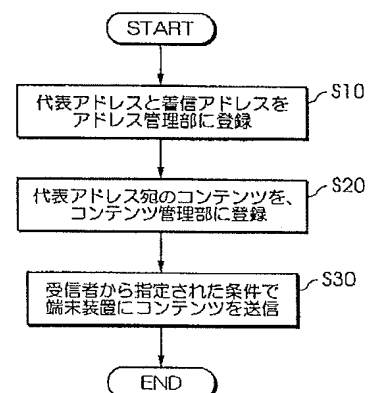 START
代表アドレスと着信アドレスを
アドレス管理部に登録
S10
代表アドレス宛のコンテンツを、
コンテンツ管理部に登録
S20
受信者から指定された条件で
端末装置にコンテンツを送信
S30
END